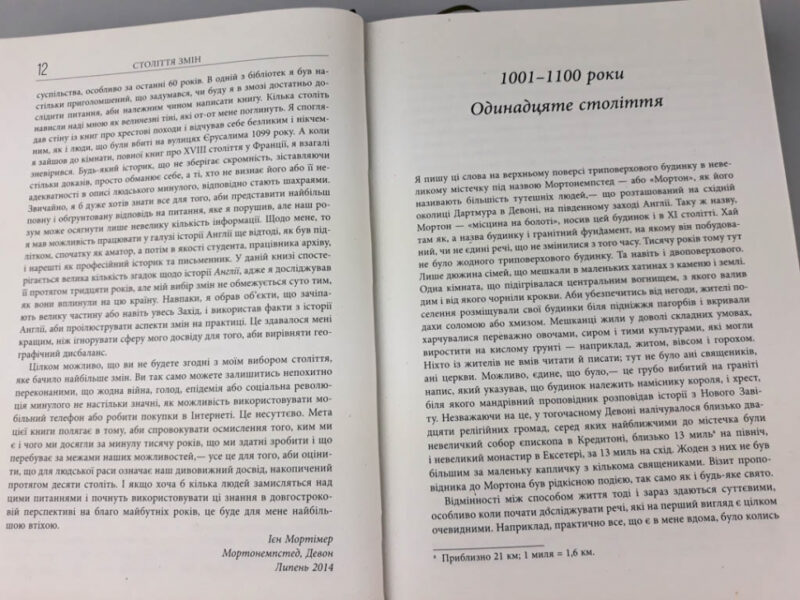 12
СТОЛІТТЯ ЗМІН
суспільства, особливо за останні 60 років. В одній з бібліотек я був на-
стільки приголомшений, що задумався, чи буду я в змозі достатньо до-
слідити питання, аби належним чином написати книгу. Кілька століть
нависли наді мною як величезні тіні, які от-от мене поглинуть. Я спогля-
дав стіну із книг про хрестові походи і відчував себе безликим і нікчем-
ним, як і люди, що були вбиті на вулицях Єрусалима 1099 року. А коли
я зайшов до кімнати, повної книг про XVIII століття у Франції, я взагалі
зневірився. Будь-який історик, що не зберігає скромність, зіставляючи
стільки доказів, просто обманює себе, а ті, хто не визнає його або її не-
адекватності в описі людського минулого, відповідно стають шахраями.
Звичайно, я б дуже хотів знати все для того, аби представити найбільш
повну і обґрунтовану відповідь на питання, яке я порушив, але наш ро-
зум може осягнути лише невелику кількість інформації. Щодо мене, то
я мав можливість працювати у галузі історії Англії ще відтоді, як був під-
літком, спочатку як аматор, а потім в якості студента, працівника архіву,
і нарешті як професійний історик та письменник. У даній книзі спосте-
рігається велика кількість згадок щодо історії Англії, адже я досліджував
її протягом тридцяти років, але мій вибір змін не обмежується суто тим,
як вони вплинули на цю країну. Навпаки, я обрав об'єкти, що зачіпа-
ють велику частину або навіть увесь Захід, і використав факти з історії
Англії, аби проілюструвати аспекти змін на практиці. Це здавалося мені
кращим, ніж ігнорувати сферу мого досвіду для того, аби вирівняти гео-
графічний дисбаланс.
Цілком можливо, що ви не будете згодні з моїм вибором століття,
яке бачило найбільше змін. Ви так само можете залишитись непохитно
переконаними, що жодна війна, голод, епідемія або соціальна револю-
ція минулого не настільки значні, як можливість використовувати мо-
більний телефон або робити покупки в Інтернеті. Це несуттєво. Мета
цієї книги полягає в тому, аби спровокувати осмислення того, ким ми
є і чого ми досягли за минулу тисячу років, що ми здатні зробити і що
перебуває за межами наших можливостей,— усе це для того, аби оціни-
ти, що для людської раси означає наш дивовижний досвід, накопичений
протягом десяти століть. І якщо хоча б кілька людей замисляться над
цими питаннями і почнуть використовувати ці знання в довгостроко-
вій перспективі на благо майбутніх років, це буде для мене найбіль-
шою втіхою.
Ієн Мортімер
Мортонемпстед, Девон
Липень 2014
1001–1100 роки
Одинадцяте століття
Я пишу ці слова на верхньому поверсі триповерхового будинку в неве-
ликому містечку під назвою Мортонемпстед — або «Мортон», як його
називають більшість тутешніх людей,— що розташований на східній
околиці Дартмура в Девоні, на південному заході Англії. Таку ж назву,
Мортон — «місцина на болоті», носив цей будинок і в XI столітті. Хай
там як, а назва будинку і гранітний фундамент, на якому він побудова-
ний, чи не єдині речі, що не змінилися з того часу. Тисячу років тому тут
не було жодного триповерхового будинку. Та навіть і двоповерхового.
Лише дюжина сімей, що мешкали в маленьких хатинах з каменю і землі.
Одна кімната, що підігрівалася центральним вогнищем, з якого валив
дим і від якого чорніли крокви. Аби убезпечитись від негоди, жителі по-
селення розміщували свої будинки біля підніжжя пагорбів і вкривали
дахи соломою або хмизом. Мешканці жили у доволі складних умовах,
харчувалися переважно овочами, сиром і тими культурами, які могли
виростити на кислому ґрунті — наприклад, житом, вівсом і горохом.
Ніхто із жителів не вмів читати й писати; тут не було ані священиків,
ані церкви. Можливо, єдине, що було,— це грубо вибитий на граніті
напис, який указував, що будинок належить наміснику короля, і хрест,
біля якого мандрівний проповідник розповідав історії з Нового Заві-
ту. Незважаючи на це, у тогочасному Девоні налічувалося близько два-
дцяти релігійних громад, серед яких найближчими до містечка були
невеличкий собор єпископа в Кредитоні, близько 13 миль* на північ,
і невеликий монастир в Ексетері, за 13 миль на схід. Жоден з них не був
більшим за маленьку капличку з кількома священиками. Візит пропо-
відника до Мортона був рідкісною подією, так само як і будь-яке свято.
Відмінності між способом життя тоді і зараз здаються суттєвими,
особливо коли почати досліджувати речі, які на перший вигляд є цілком
очевидними. Наприклад, практично все, що є в мене вдома, було колись
* Приблизно 21 км; 1 миля = 1,6 км.